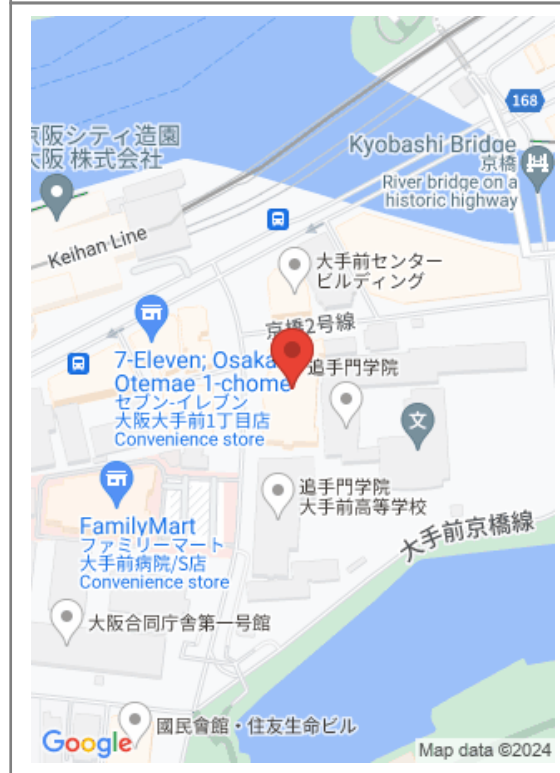 168
京阪シティ造園
大阪 株式会社
Kyobashi Bridge
京橋
River bridge on a
historic highway
Keihan Line
大手前センター
ビルディング
京橋2号線
7-Eleven; Osaka
Otemae 1-chome
セブン-イレブン
大阪大手前1丁目店
Convenience store
追手門学院
文
追手門学院
大手前高等学校
FamilyMart
ファミリーマート
大手前病院/S店
Convenience store
大手前京橋線
大阪合同庁舎第一号館
國民會館・住友生命ビル
Google
Map data ©2024